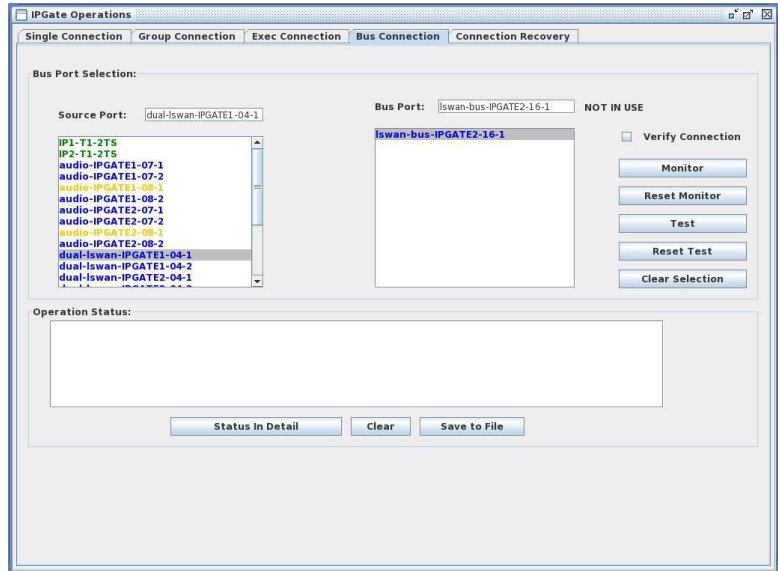 IPGate Operations
Single Connection Group Connection Exec Connection Bus Connection Connection Recovery
Bus Port Selection:
Source Port: dual-lswan-IPGATE1-04-1
Bus Port: lswan-bus-IPGATE2-16-1 NOT IN USE
IP1-T1-2TS
IP2-T1-2TS
audio-IPGATE1-07-1
audio-IPGATE1-07-2
audio-IPGATE1-08-1
audio-IPGATE1-08-2
audio-IPGATE2-07-1
audio-IPGATE2-07-2
audio-IPGATE2-08-1
audio-IPGATE2-08-2
dual-lswan-IPGATE1-04-1
dual-lswan-IPGATE1-04-2
dual-lswan-IPGATE2-04-1
lswan-bus-IPGATE2-16-1
Verify Connection
Monitor
Reset Monitor
Test
Reset Test
Clear Selection
Operation Status:
Status In Detail Clear Save to File